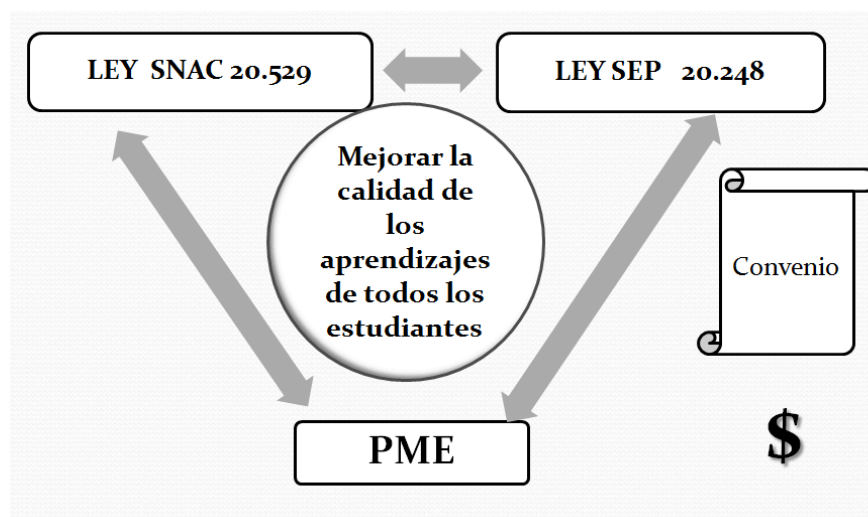 LEY SNAC 20.529
LEY SEP 20.248
Mejorar la
calidad de
los
aprendizajes
de todos los
estudiantes
Convenio
PME
$